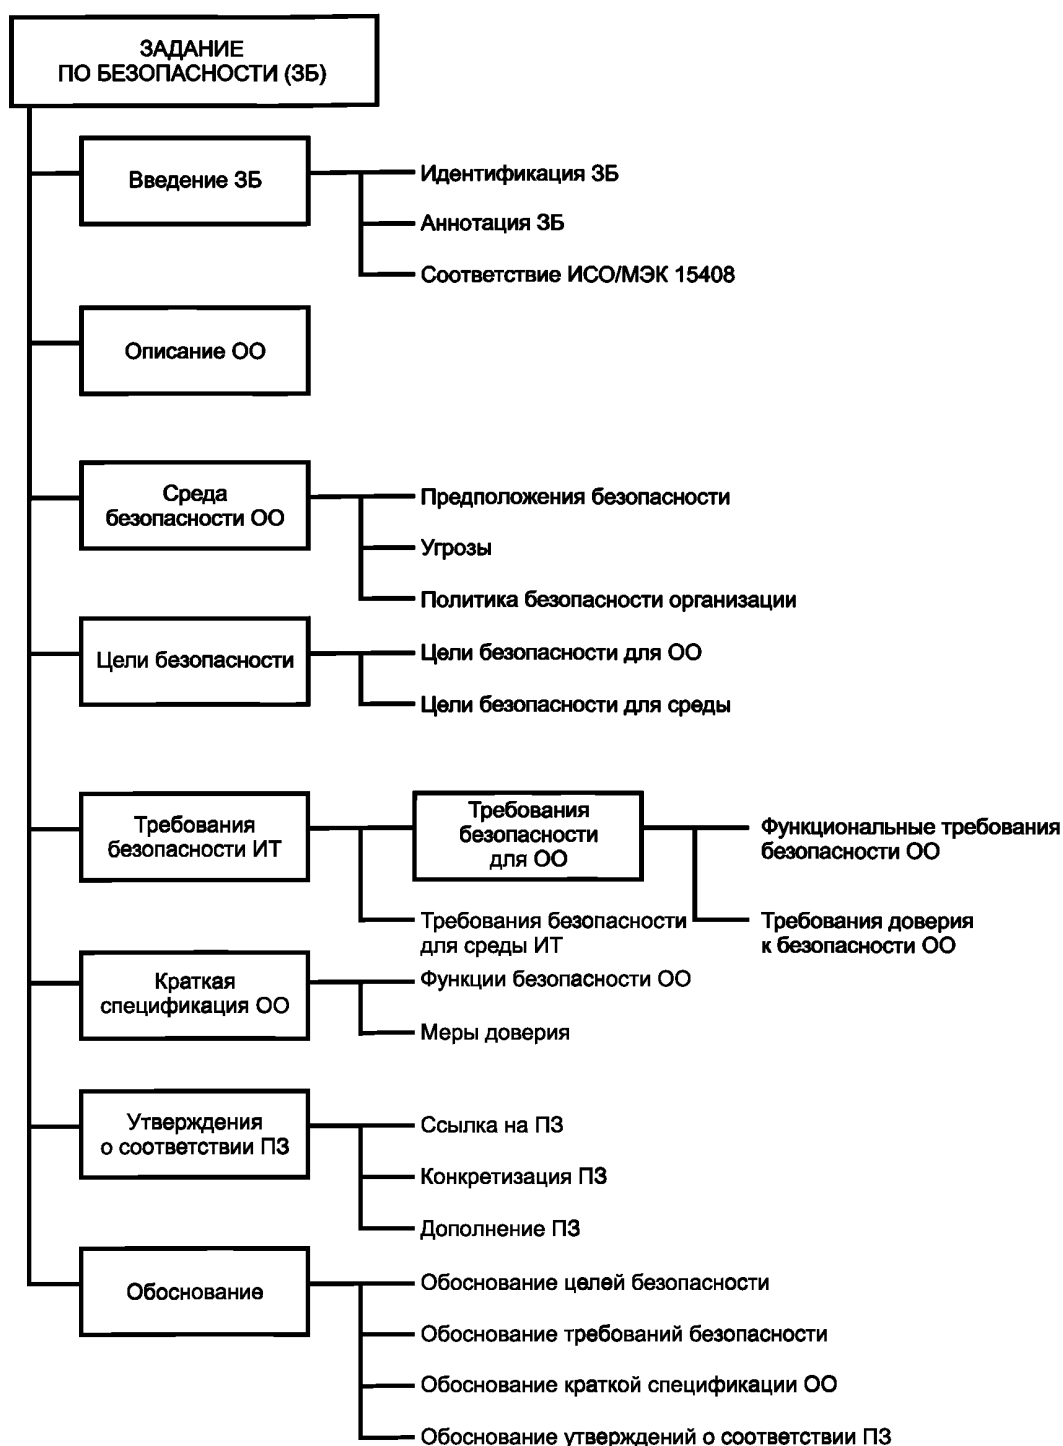 ЗАДАНИЕ
ПО БЕЗОПАСНОСТИ (ЗБ)
Введение ЗБ
Идентификация ЗБ
Аннотация ЗБ
Соответствие ИСО/МЭК 15408
Описание ОО
Среда
безопасности ОО
Предположения безопасности
Угрозы
Политика безопасности организации
Цели безопасности
Цели безопасности для ОО
Цели безопасности для среды
Требования
безопасности ИТ
Требования
безопасности
для ОО
Функциональные требования
безопасности ОО
Требования доверия
к безопасности ОО
Требования безопасности
для среды ИТ
Краткая
спецификация ОО
Функции безопасности ОО
Меры доверия
Утверждения
о соответствии ПЗ
Ссылка на ПЗ
Конкретизация ПЗ
Дополнение ПЗ
Обоснование
Обоснование целей безопасности
Обоснование требований безопасности
Обоснование краткой спецификации ОО
Обоснование утверждений о соответствии ПЗ